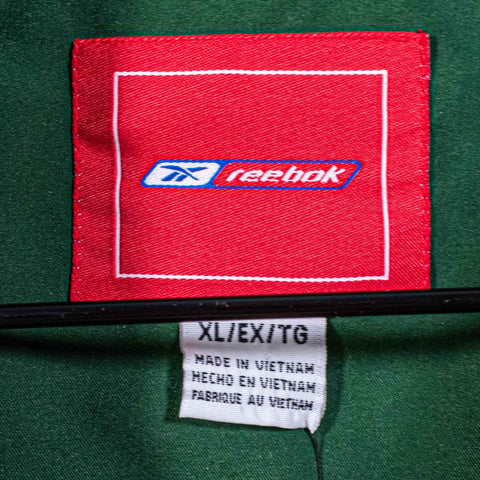 reebok
XL/EX/TG
MADE IN VIETNAM
HECHO EN VIETNAM
FABRIQUE AU VIETNAM